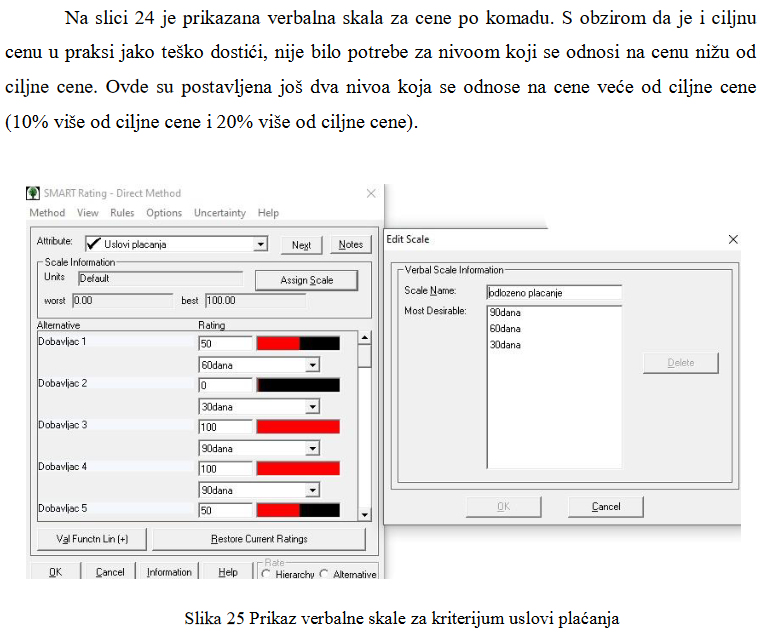 Na slici 24 je prikazana verbalna skala za cene po komadu. S obzirom da je i ciljnu
cenu u praksi jako teško dostići, nije bilo potrebe za nivoom koji se odnosi na cenu nižu od
ciljne cene. Ovde su postavljena još dva nivoa koja se odnose na cene veće od ciljne cene
(10% više od ciljne cene i 20% više od ciljne cene).
SMART Rating - Direct Method
Method View Rules Options Uncertainty Help
Attribute: Uslovi placanja Next Notes
Scale Information
Units Default Assign Scale
worst 0.00 best 100.00
Alternative Rating
Dobavljac 1 50
60dana
Dobavljac 2 0
30dana
Dobavljac 3 100
90dana
Dobavljac 4 100
90dana
Dobavljac 5 50
Val Functn Lin (+) Restore Current Ratings
OK Cancel Information Help Rate Hierarchy Alternative
Edit Scale
Verbal Scale Information
Scale Name: odlozeno placanje
Most Desirable: 90dana
60dana
30dana
Delete
OK Cancel
Slika 25 Prikaz verbalne skale za kriterijum uslovi plaćanja